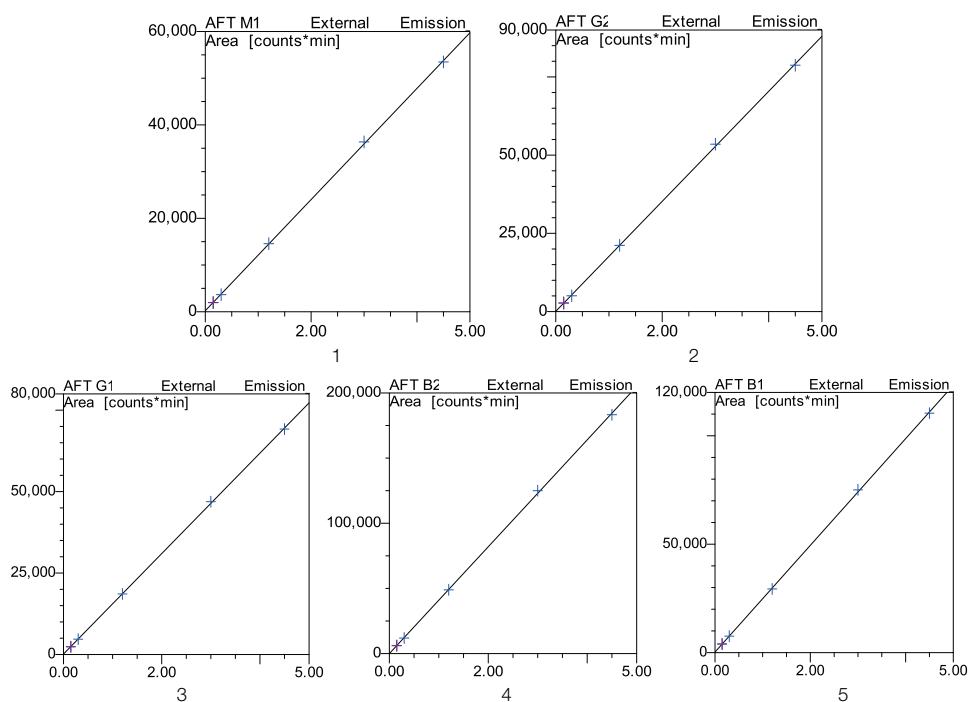 AFT M1 External Emission
60,000
Area [counts*min]
40,000
20,000
0
0.00 2.00 5.00
1
AFT G2 External Emission
90,000
Area [counts*min]
50,000
25,000
0
0.00 2.00 5.00
2
AFT G1 External Emission
80,000
Area [counts*min]
50,000
25,000
0
0.00 2.00 5.00
3
AFT B2 External Emission
200,000
Area [counts*min]
100,000
0
0.00 2.00 5.00
4
AFT B1 External Emission
120,000
Area [counts*min]
50,000
0
0.00 2.00 5.00
5